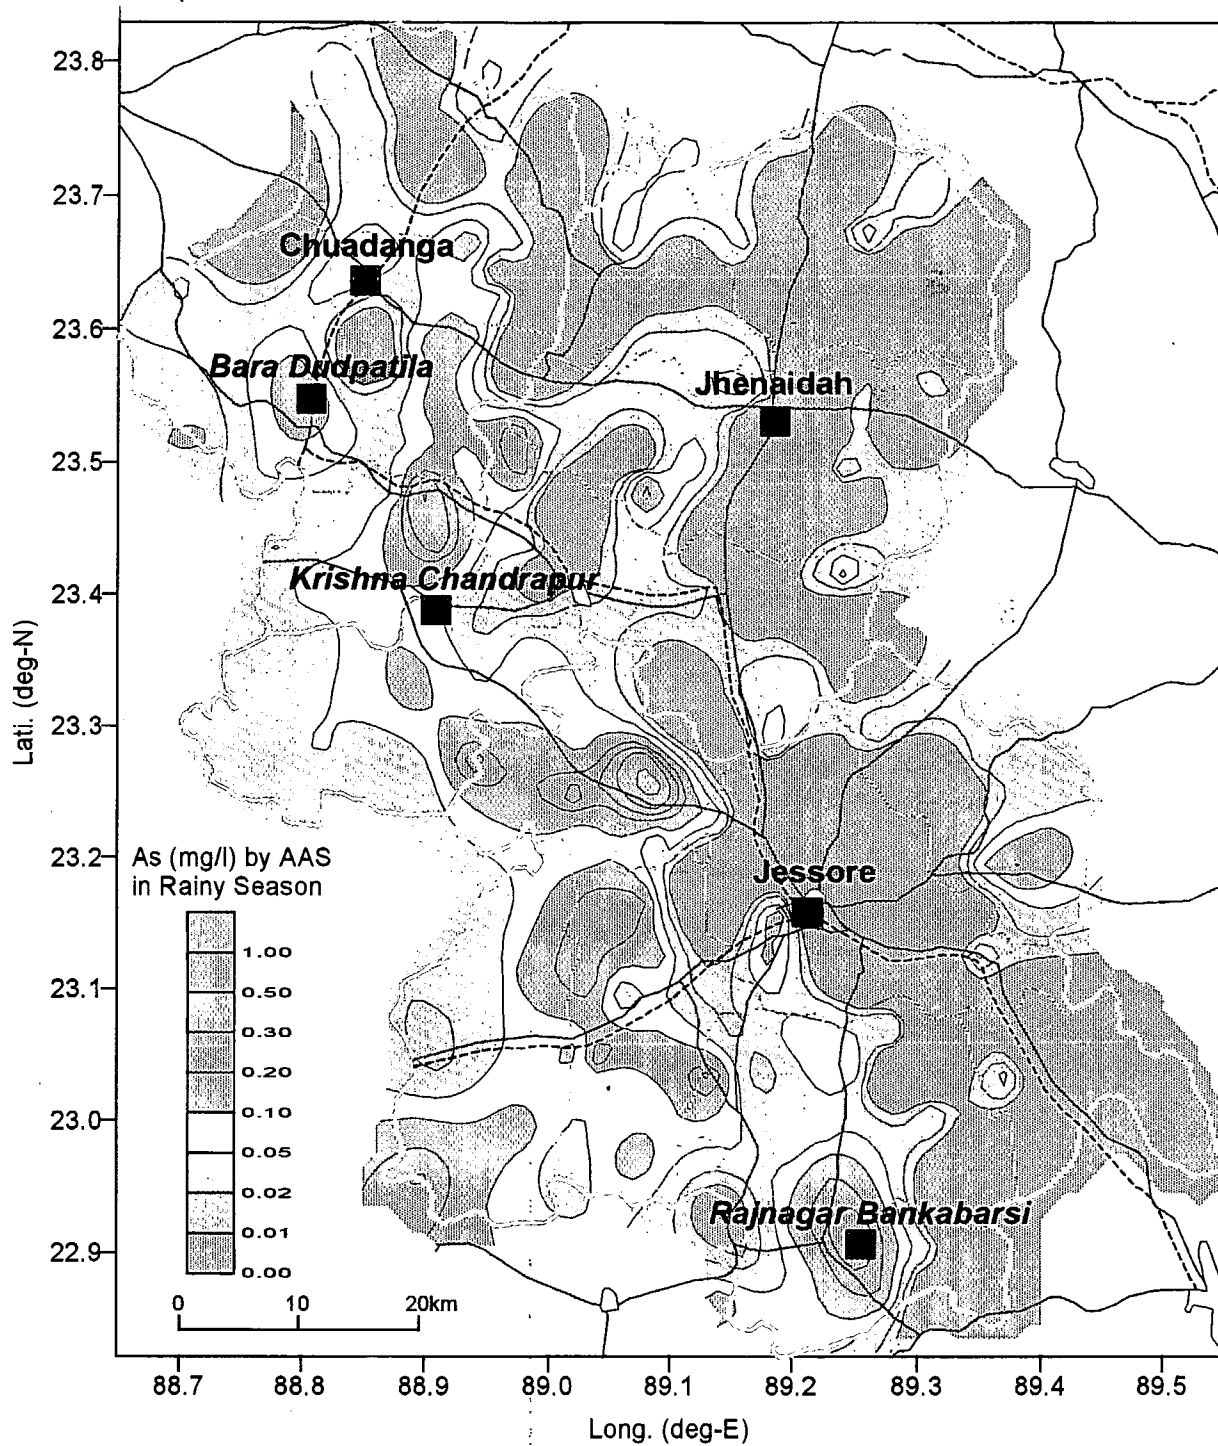 23.8
23.7
Chuadanga
23.6
Bara Dudpatila
Jhenaidah
23.5
Krishna Chandrapur
23.4
Lati. (deg-N)
23.3
23.2
As (mg/l) by AAS
in Rainy Season
Jessore
1.00
0.50
0.30
0.20
0.10
0.05
0.02
0.01
0.00
23.1
23.0
Rajnagar Bankabarsi
22.9
0 10 20km
88.7 88.8 88.9 89.0 89.1 89.2 89.3 89.4 89.5
Long. (deg-E)